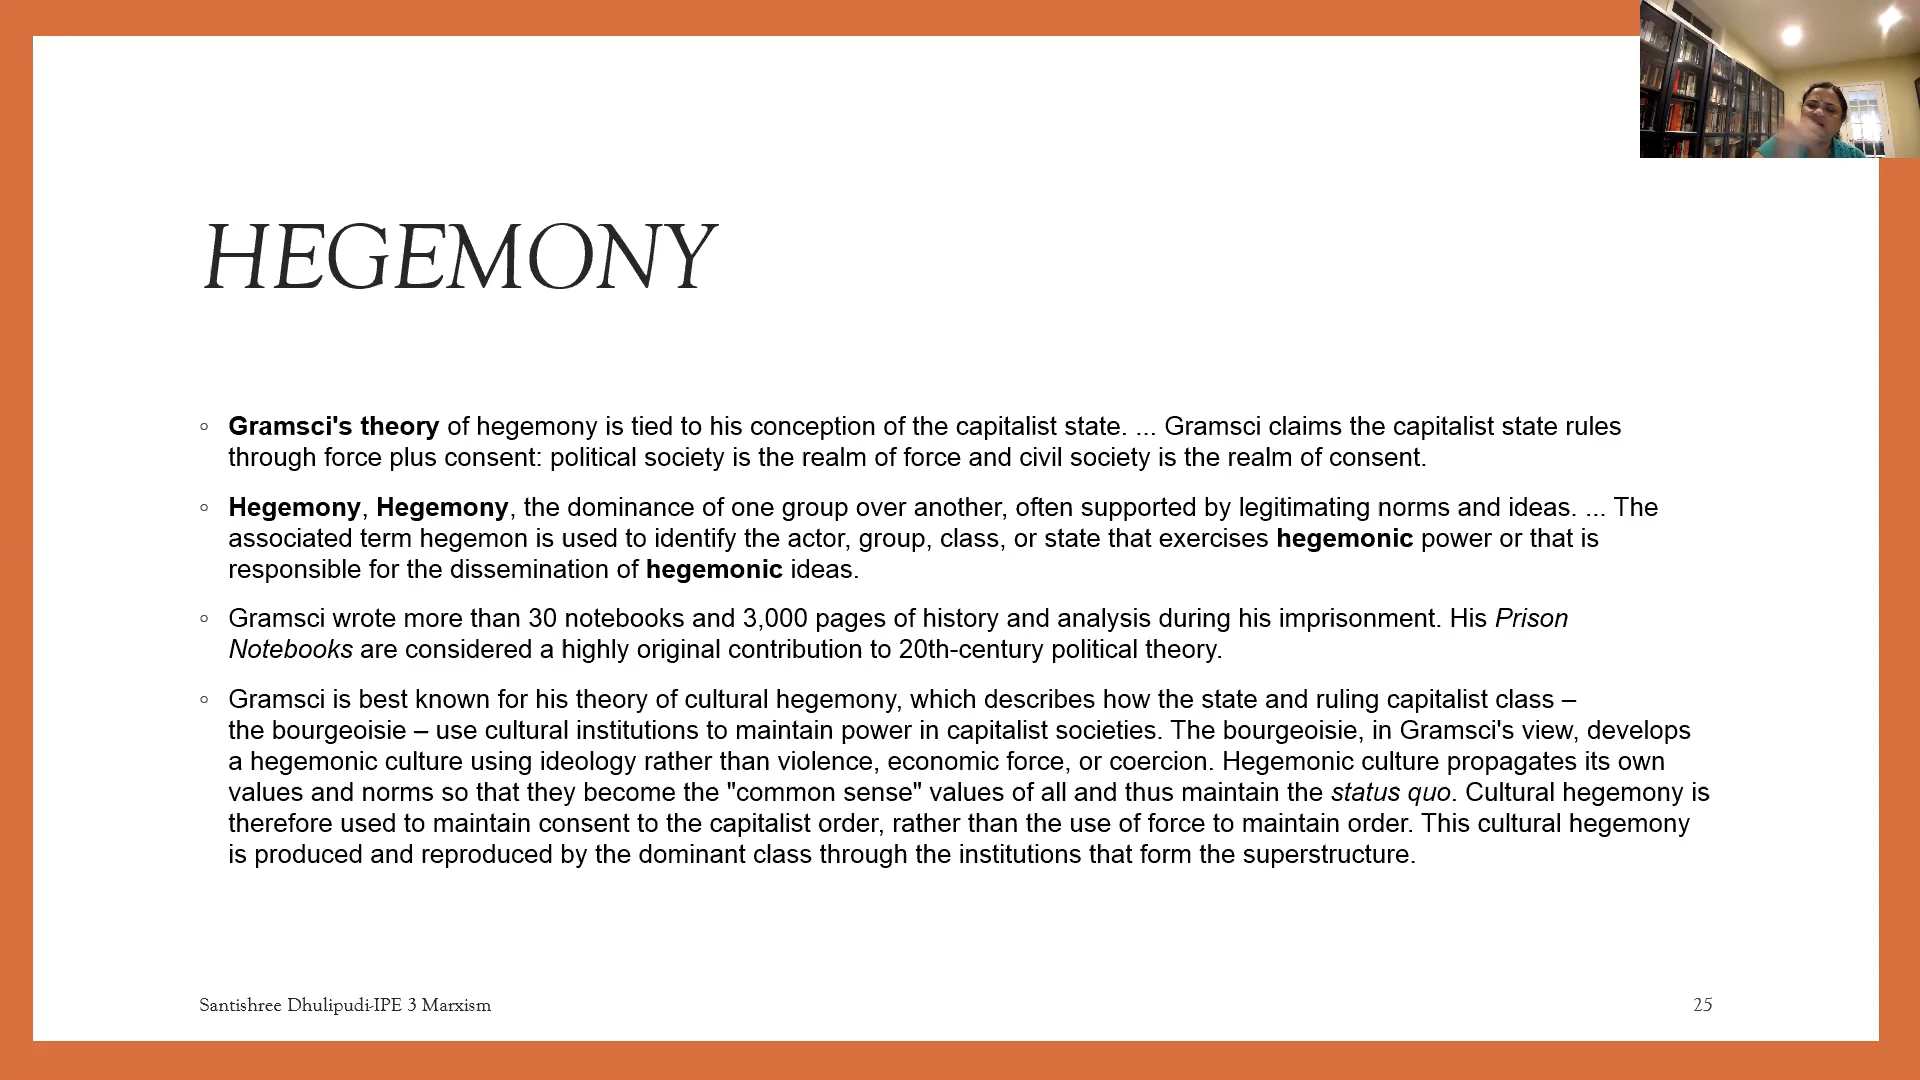 HEGEMONY
Gramsci's theory of hegemony is tied to his conception of the capitalist state. ... Gramsci claims the capitalist state rules
through force plus consent: political society is the realm of force and civil society is the realm of consent.
Hegemony, Hegemony, the dominance of one group over another, often supported by legitimating norms and ideas. ... The
associated term hegemon is used to identify the actor, group, class, or state that exercises hegemonic power or that is
responsible for the dissemination of hegemonic ideas.
Gramsci wrote more than 30 notebooks and 3,000 pages of history and analysis during his imprisonment. His Prison
Notebooks are considered a highly original contribution to 20th-century political theory.
Gramsci is best known for his theory of cultural hegemony, which describes how the state and ruling capitalist class –
the bourgeoisie – use cultural institutions to maintain power in capitalist societies. The bourgeoisie, in Gramsci's view, develops
a hegemonic culture using ideology rather than violence, economic force, or coercion. Hegemonic culture propagates its own
values and norms so that they become the "common sense" values of all and thus maintain the status quo. Cultural hegemony is
therefore used to maintain consent to the capitalist order, rather than the use of force to maintain order. This cultural hegemony
is produced and reproduced by the dominant class through the institutions that form the superstructure.
Santishree Dhulipudi-IPE 3 Marxism
25